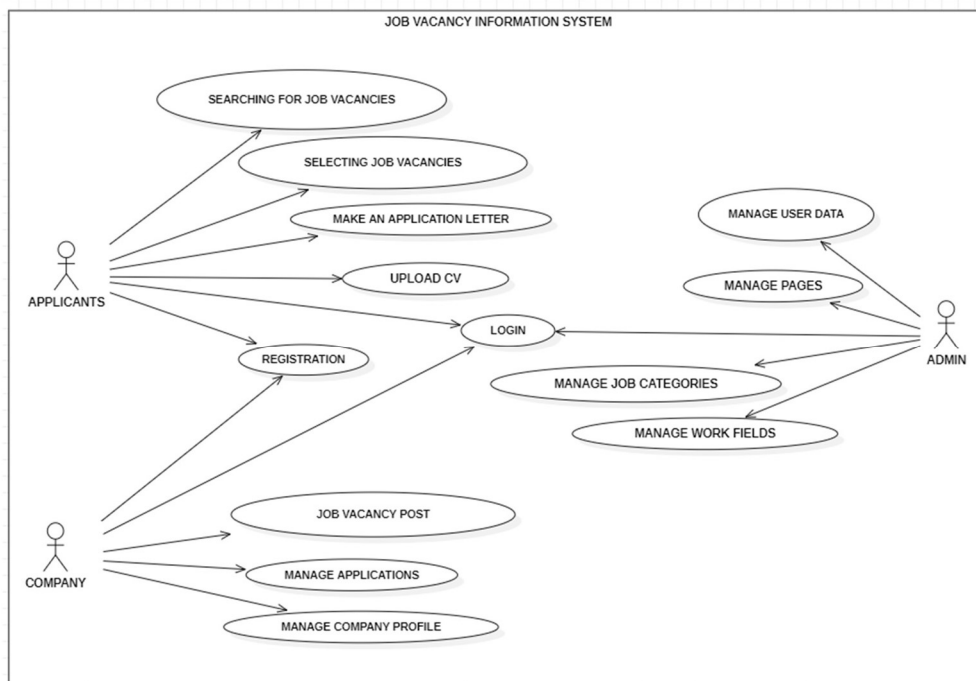 JOB VACANCY INFORMATION SYSTEM
SEARCHING FOR JOB VACANCIES
SELECTING JOB VACANCIES
MAKE AN APPLICATION LETTER
UPLOAD CV
LOGIN
REGISTRATION
APPLICANTS
MANAGE USER DATA
MANAGE PAGES
MANAGE JOB CATEGORIES
MANAGE WORK FIELDS
ADMIN
JOB VACANCY POST
MANAGE APPLICATIONS
MANAGE COMPANY PROFILE
COMPANY